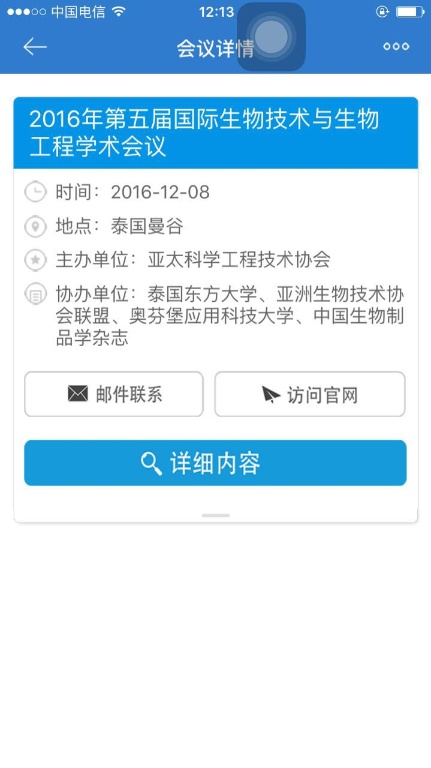 中国电信
12:13
会议详情
2016年第五届国际生物技术与生物
工程学术会议
时间：2016-12-08
地点：泰国曼谷
主办单位：亚太科学工程技术协会
协办单位：泰国东方大学、亚洲生物技术协
会联盟、奥芬堡应用科技大学、中国生物制
品学杂志
邮件联系
访问官网
详细内容